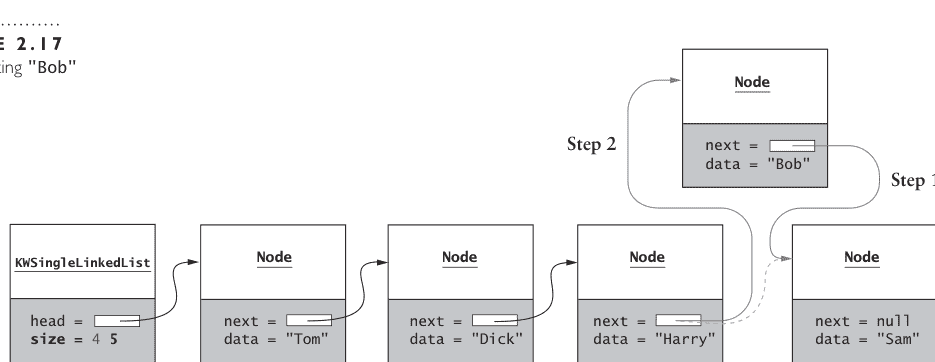 E 2.17
ting "Bob"
Node
next =
data = "Bob"
Step 2
Step 1
KWSingleLinkedList
head =
size = 4 5
Node
next =
data = "Tom"
Node
next =
data = "Dick"
Node
next =
data = "Harry"
Node
next = null
data = "Sam"